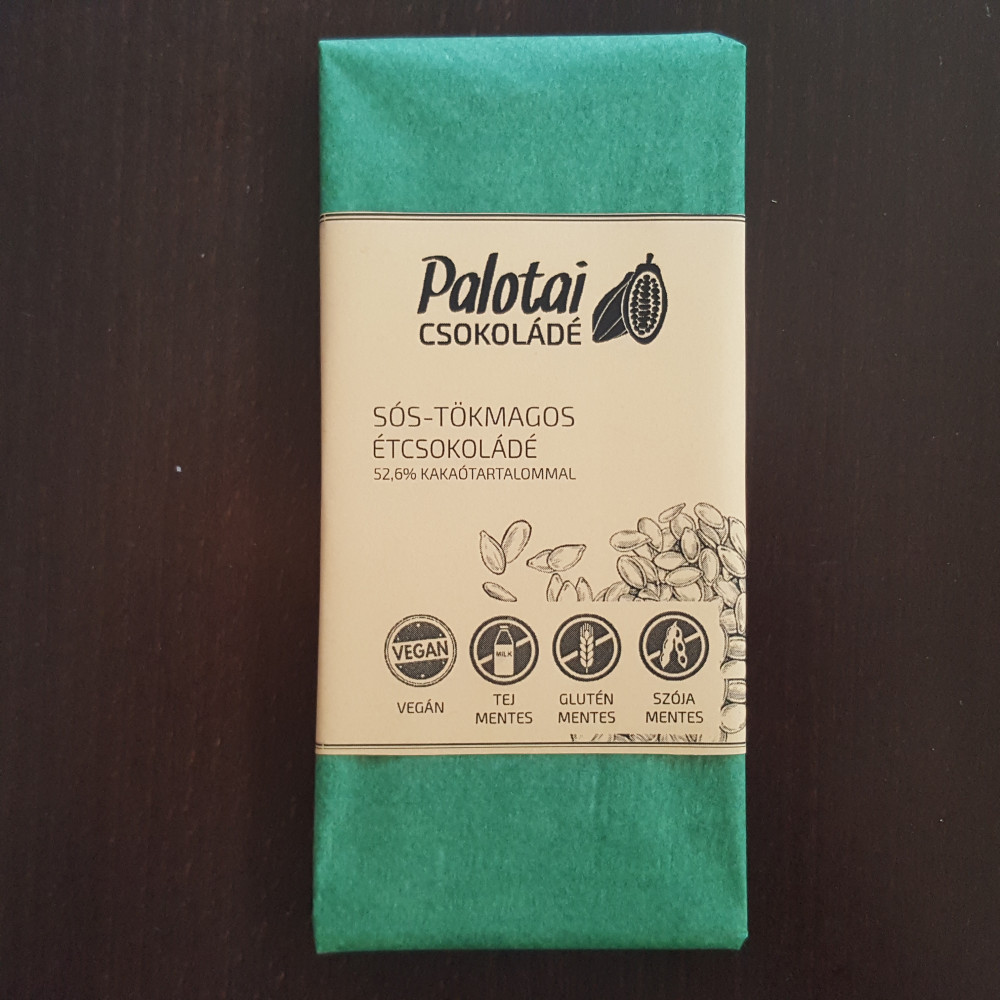 Palotai
CSOKOLÁDÉ
SÓS-TÖKMAGOS
ÉTCSOKOLÁDÉ
52,6% KAKAÓTARTALOMMAL
VEGAN
MILK
VEGÁN
TEJ
MENTES
GLUTÉN
MENTES
SZÓJA
MENTES